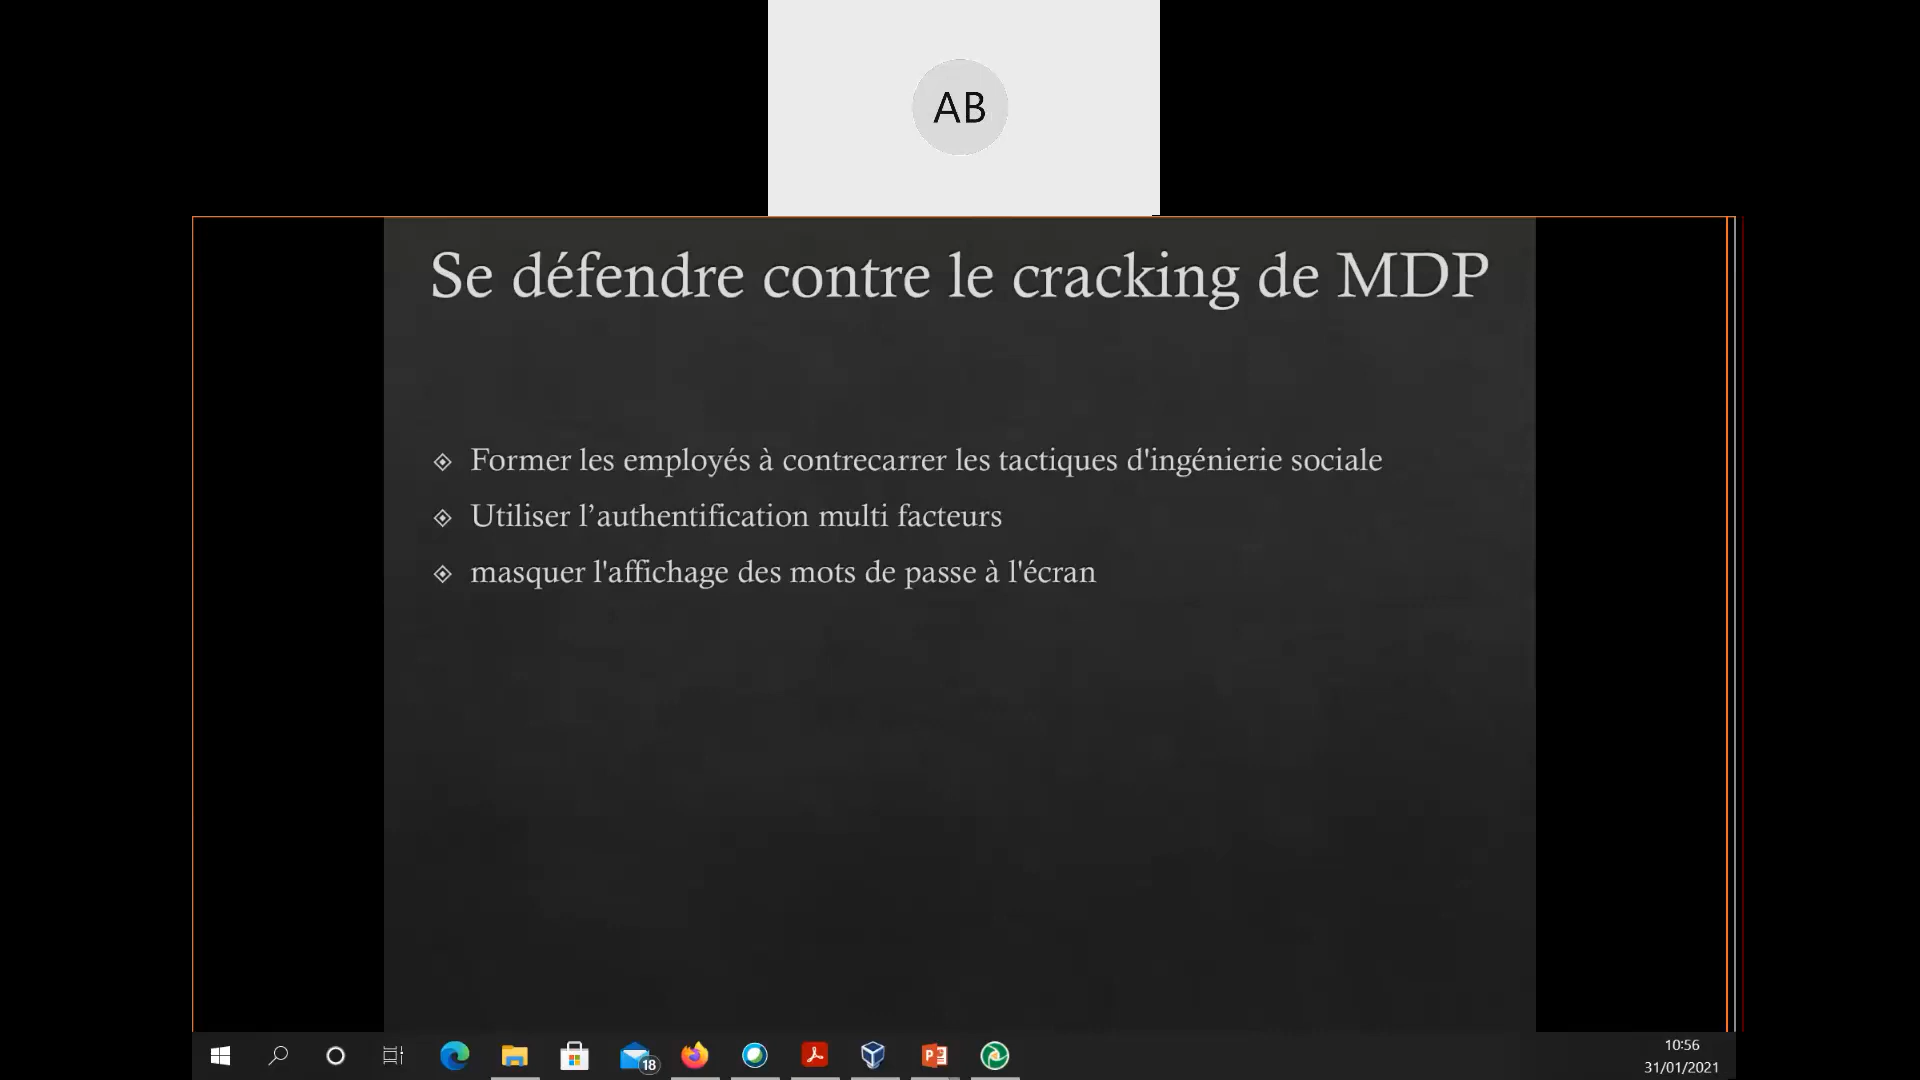 AB
Se défendre contre le cracking de MDP
Former les employés à contrecarrer les tactiques d'ingénierie sociale
Utiliser l’authentification multi facteurs
masquer l'affichage des mots de passe à l'écran
18
10:56
31/01/2021